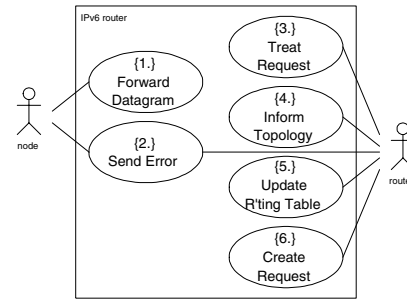 IPv6 router
{1.}
Forward
Datagram
{2.}
Send Error
{3.}
Treat
Request
{4.}
Inform
Topology
{5.}
Update
R'ting Table
{6.}
Create
Request
node
route